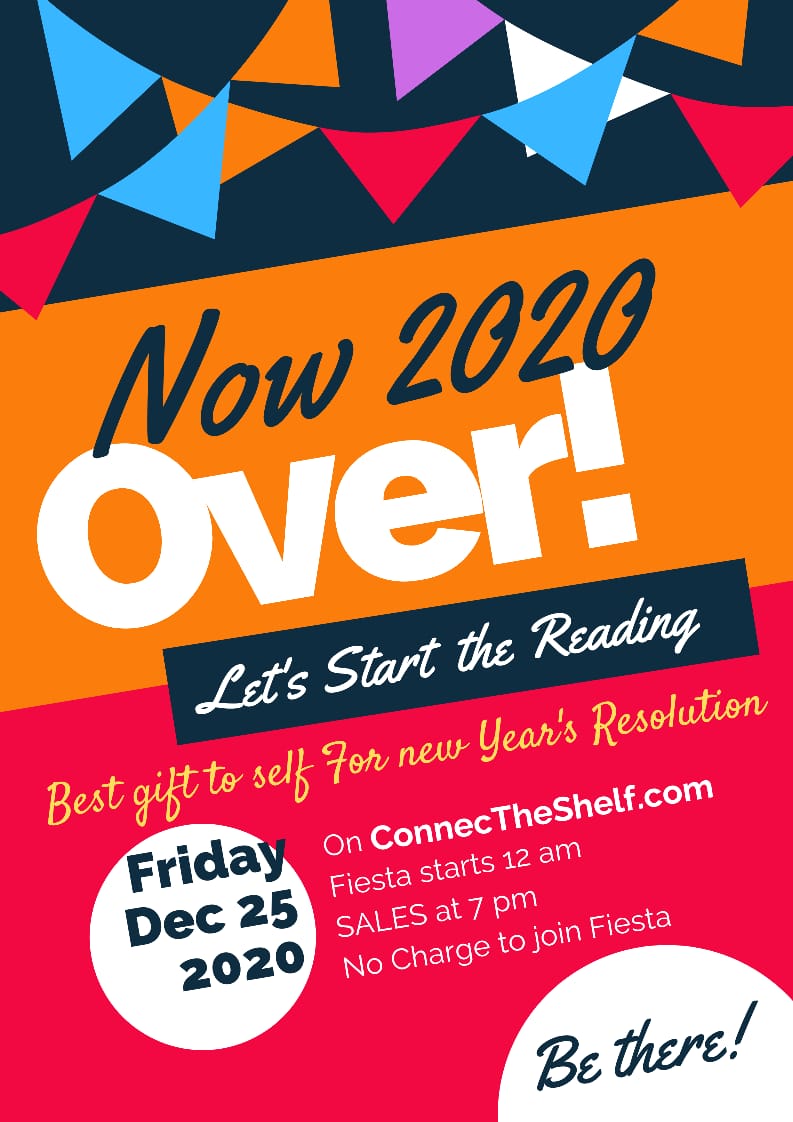 Now 2020
Over!
Let's Start the Reading
Best gift to self For new Year's Resolution
Friday
Dec 25
2020
On ConnecTheShelf.com
Fiesta starts 12 am
SALES at 7 pm
No Charge to join Fiesta
Be there!